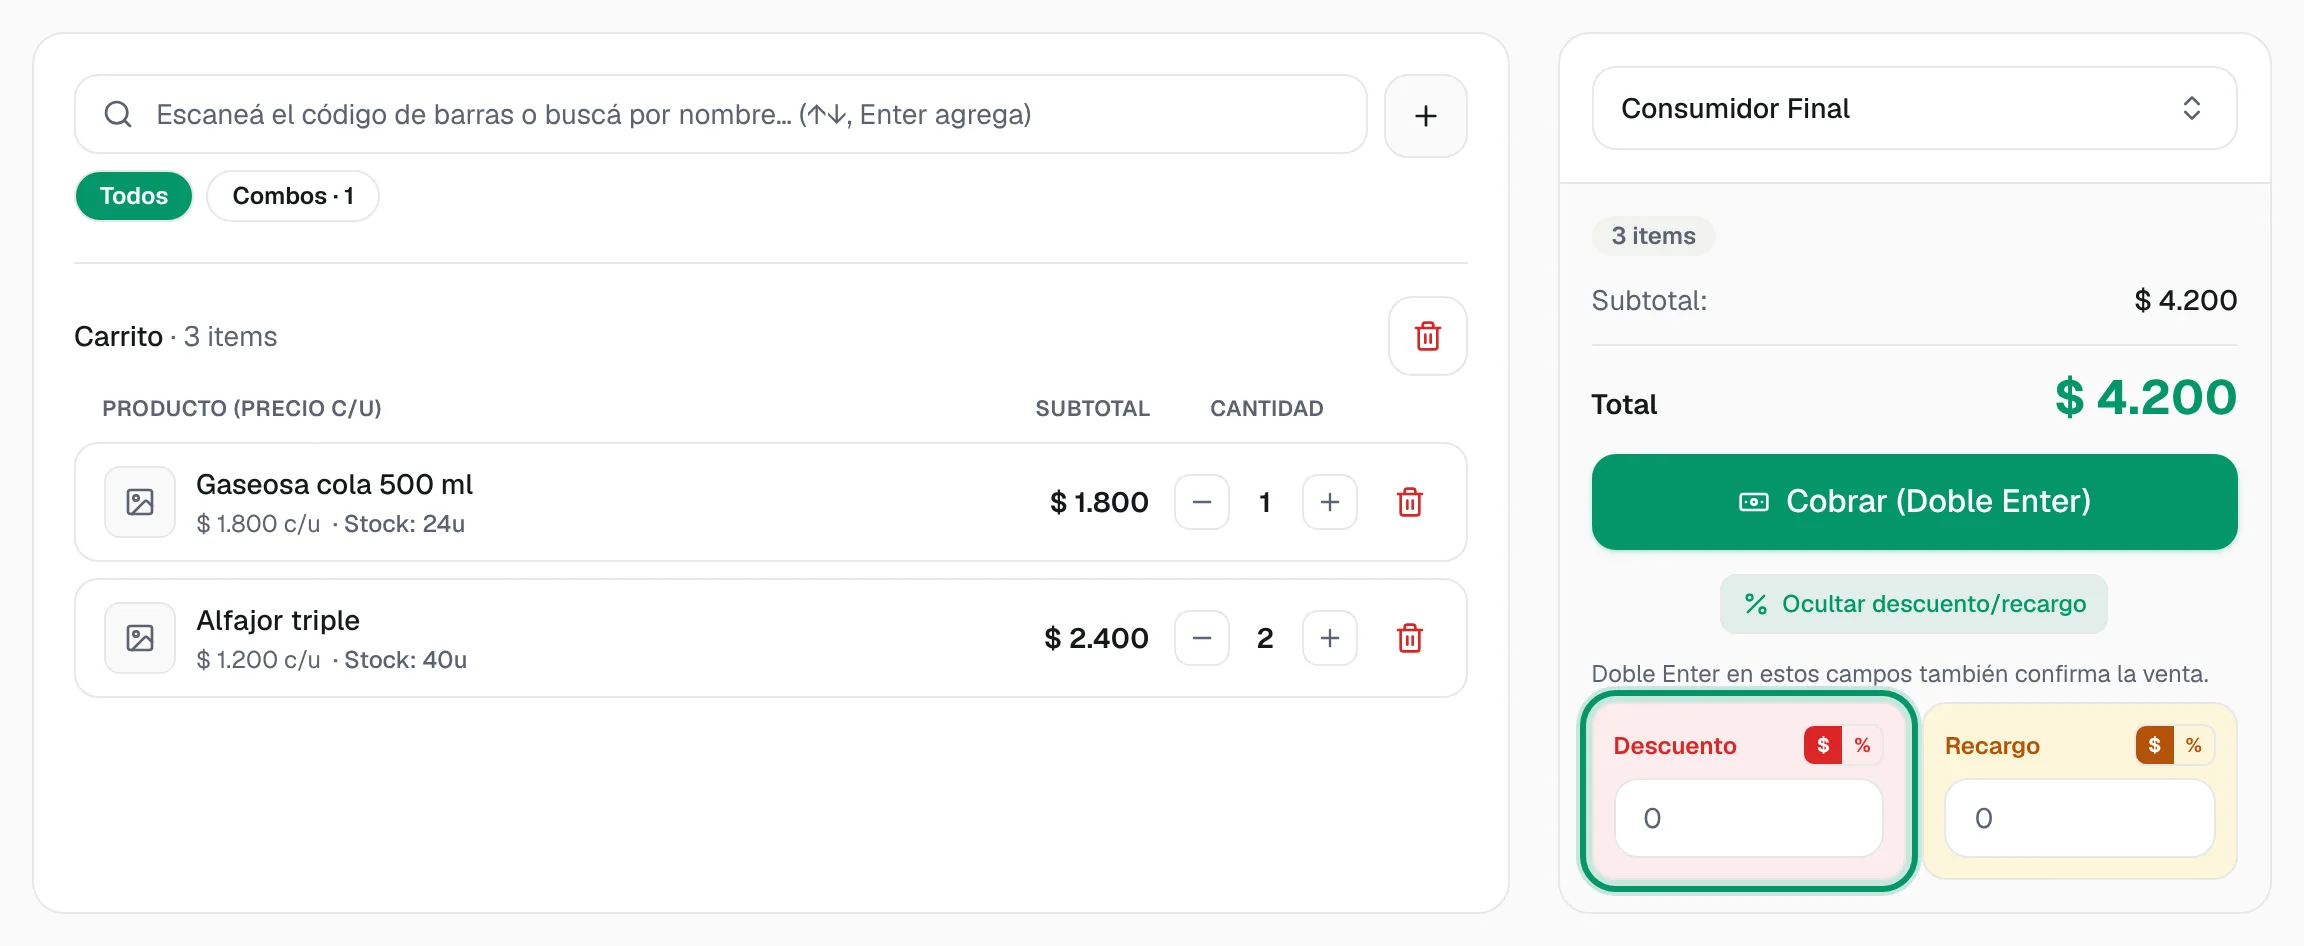 Escaneá el código de barras o buscá por nombre... (↑↓, Enter agrega)
Todos
Combos · 1
Carrito · 3 items
PRODUCTO (PRECIO C/U)
SUBTOTAL
CANTIDAD
Gaseosa cola 500 ml
$ 1.800 c/u · Stock: 24u
$ 1.800
1
Alfajor triple
$ 1.200 c/u · Stock: 40u
$ 2.400
2
Consumidor Final
3 items
Subtotal:
$ 4.200
Total
$ 4.200
Cobrar (Doble Enter)
% Ocultar descuento/recargo
Doble Enter en estos campos también confirma la venta.
Descuento
$ %
0
Recargo
$ %
0